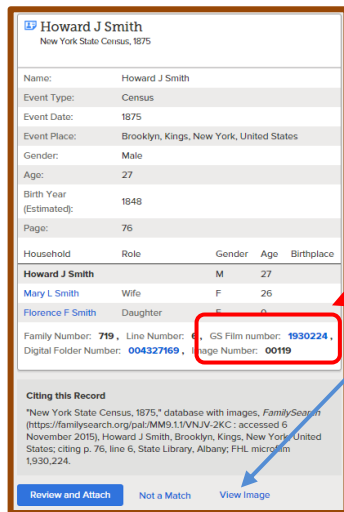 Howard J Smith
New York State Census, 1875
Name: Howard J Smith
Event Type: Census
Event Date: 1875
Event Place: Brooklyn, Kings, New York, United States
Gender: Male
Age: 27
Birth Year
(Estimated): 1848
Page: 76
Household Role Gender Age Birthplace
Howard J Smith M 27
Mary L Smith Wife F 26
Florence F Smith Daughter
Family Number: 719 , Line Number: 6 , GS Film number: 1930224 ,
Digital Folder Number: 004327169 , Image Number: 00119
Citing this Record
"New York State Census, 1875," database with images, FamilySearch
(https://familysearch.org/pal:/MM9.1.1/VNJV-2KC : accessed 6
November 2015), Howard J Smith, Brooklyn, Kings, New York, United
States; citing p. 76, line 6, State Library, Albany; FHL microfilm
1,930,224.
Review and Attach Not a Match View Image